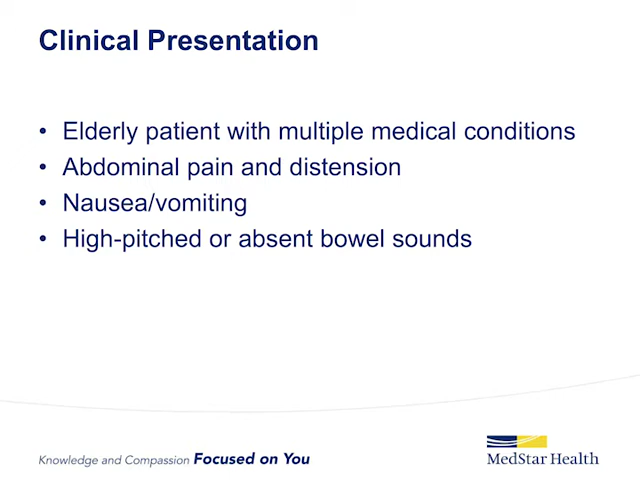 Clinical Presentation
• Elderly patient with multiple medical conditions
• Abdominal pain and distension
• Nausea/vomiting
• High-pitched or absent bowel sounds
Knowledge and Compassion Focused on You
MedStar Health